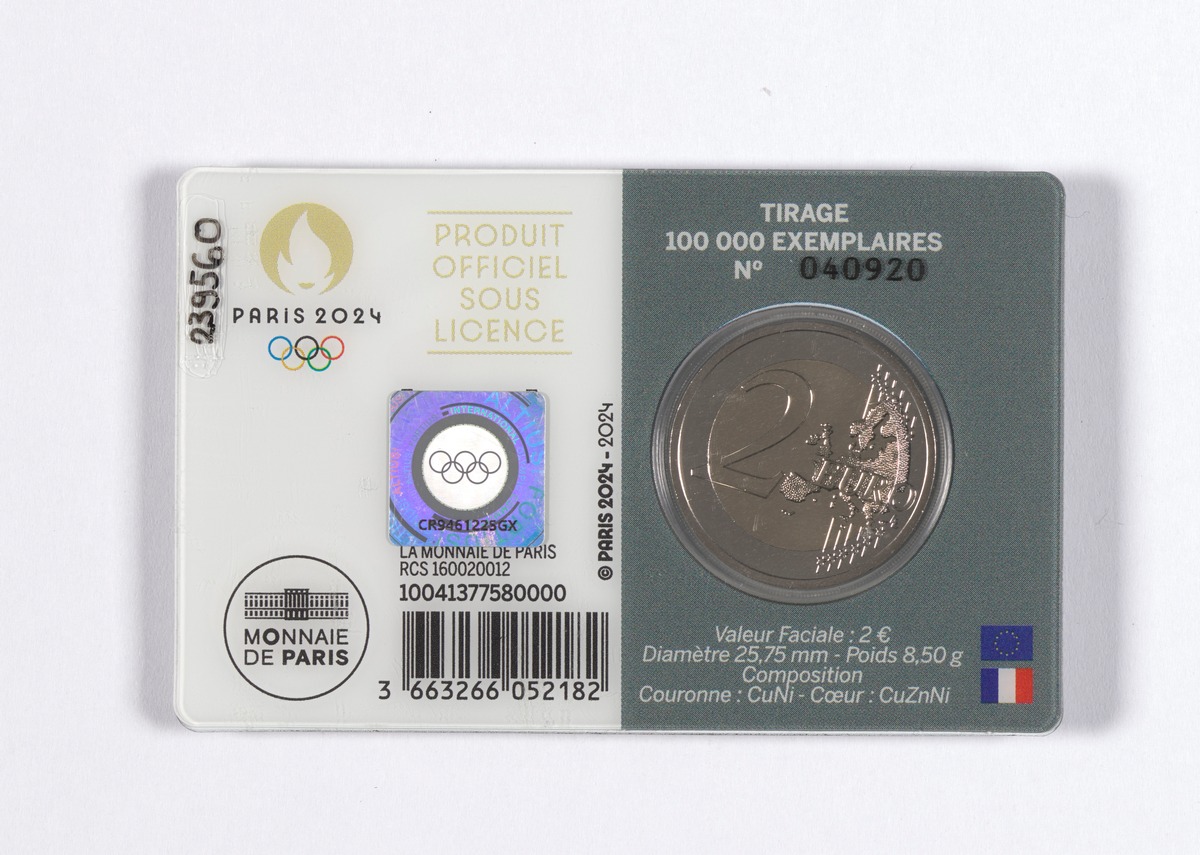 239560
PARIS 2024
PRODUIT
OFFICIEL
SOUS
LICENCE
INTERNATIONAL
CR9461225GX
LA MONNAIE DE PARIS
RCS 160020012
10041377580000
3 663266 052182
MONNAIE
DE PARIS
© PARIS 2024 - 2024
TIRAGE
100 000 EXEMPLAIRES
Nº 040920
2 EURO
Valeur Faciale : 2 €
Diamètre 25,75 mm - Poids 8,50 g
Composition
Couronne : CuNi - Cœur : CuZnNi